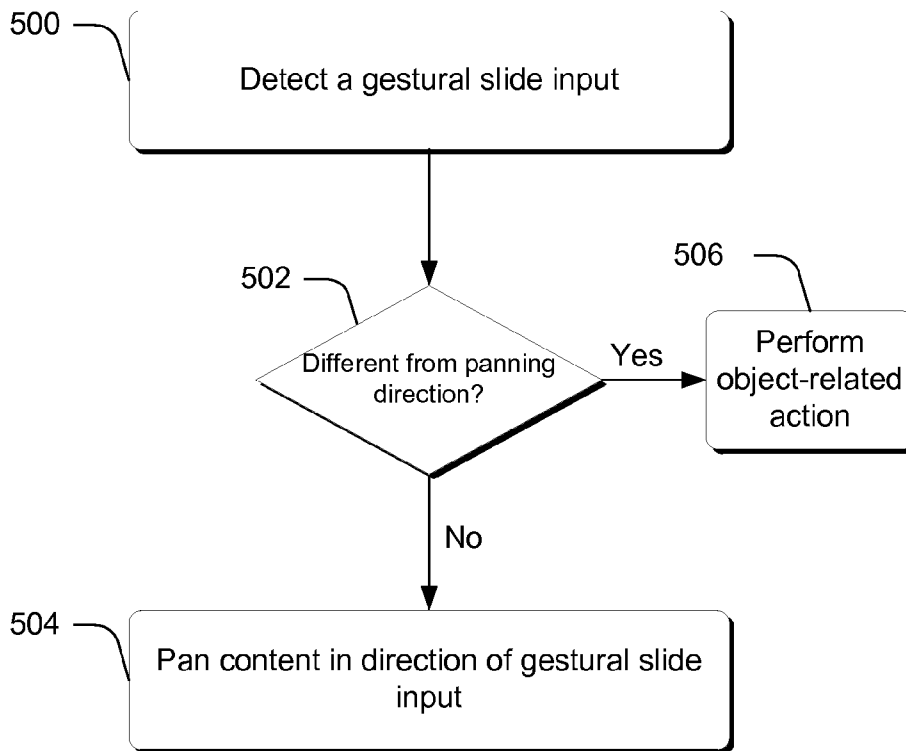 500
Detect a gestural slide input
502
Different from panning
direction?
Yes
506
Perform
object-related
action
No
504
Pan content in direction of gestural slide
input